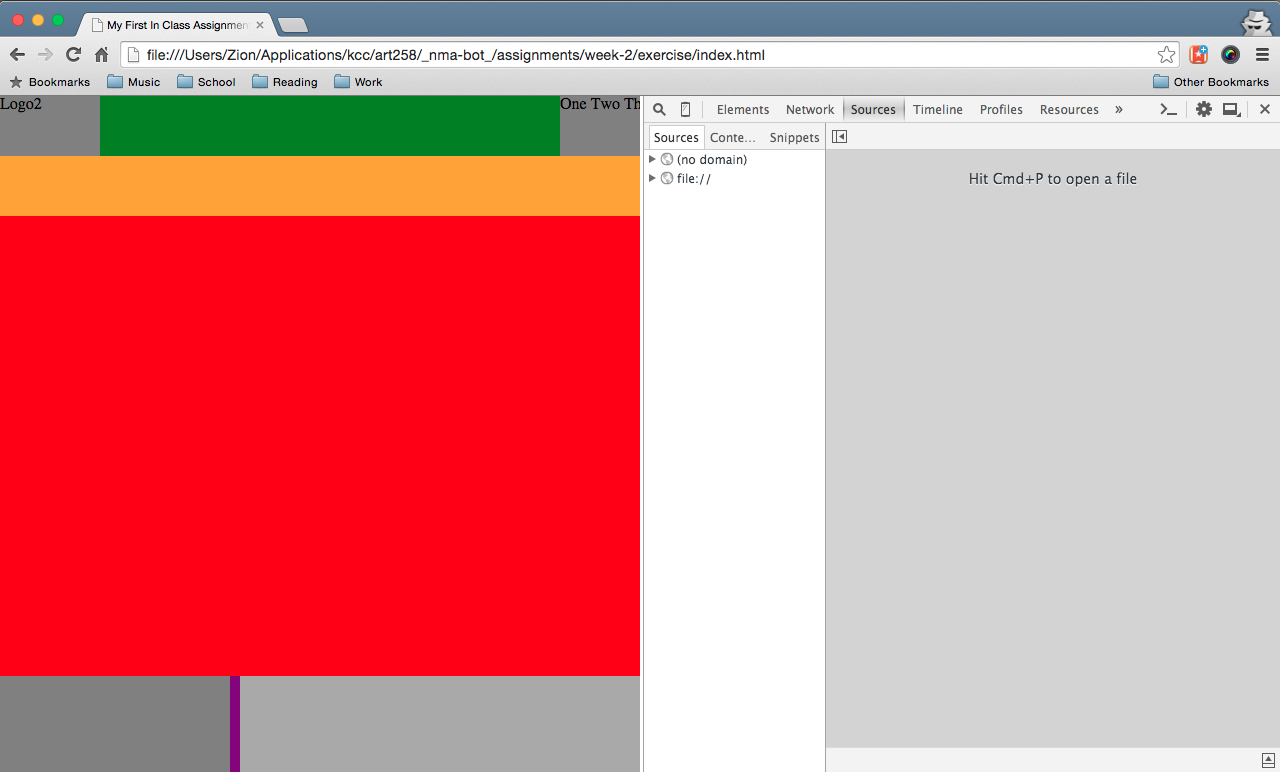 My First In Class Assignmen
file:///Users/Zion/Applications/kcc/art258/_nma-bot_/assignments/week-2/exercise/index.html
Bookmarks Music School Reading Work Other Bookmarks
Logo2 One Two Th
Elements Network Sources Timeline Profiles Resources »
Sources Conte... Snippets
(no domain)
file://
Hit Cmd+P to open a file